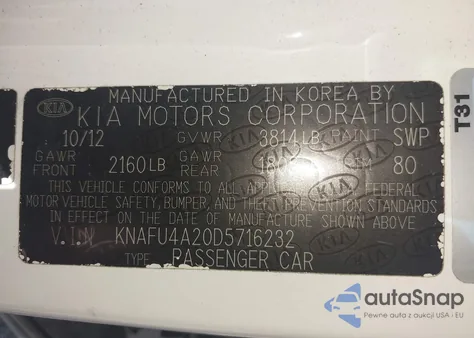 MANUFACTURED IN KOREA BY
KIA KIA MOTORS CORPORATION
10/12 GVWR 3814 LB PAINT SWP
GAWR FRONT 2160 LB GAWR REAR 80
THIS VEHICLE CONFORMS TO ALL FEDERAL
MOTOR VEHICLE SAFETY, BUMPER, AND THEFT PREVENTION STANDARDS
IN EFFECT ON THE DATE OF MANUFACTURE SHOWN ABOVE
V.I.N KNAFU4A20D5716232
TYPE PASSENGER CAR
T31
autoSnap
Pewne auta z aukcji USA i EU